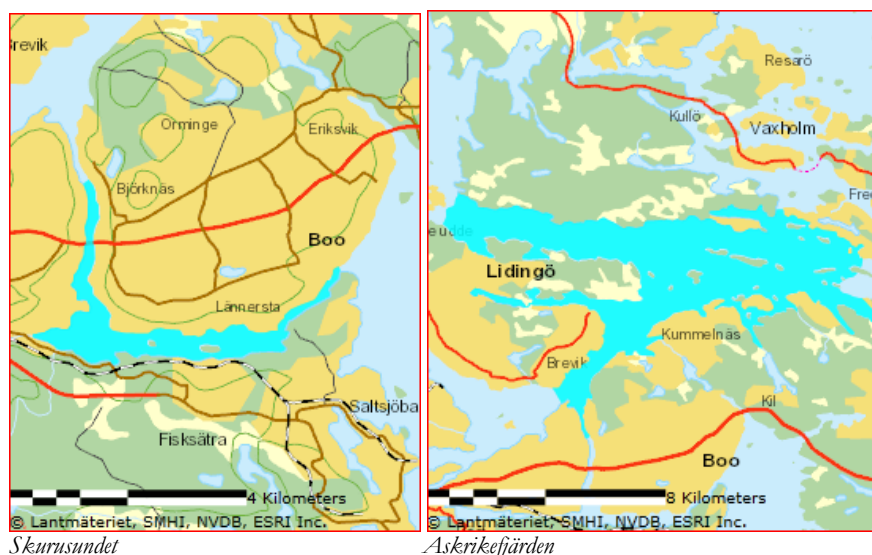 Brevik
Orminge
Eriksvik
Björknäs
Boo
Lännersta
Saltsjöba
Fisksätra
4 Kilometers
© Lantmäteriet, SMHI, NVDB, ESRI Inc.
Skurusundet
Resarö
Kullö
Vaxholm
Fre
eudde
Lidingö
Kummelnäs
Brevik
Kil
Boo
8 Kilometers
© Lantmäteriet, SMHI, NVDB, ESRI Inc.
Askrikefjärden